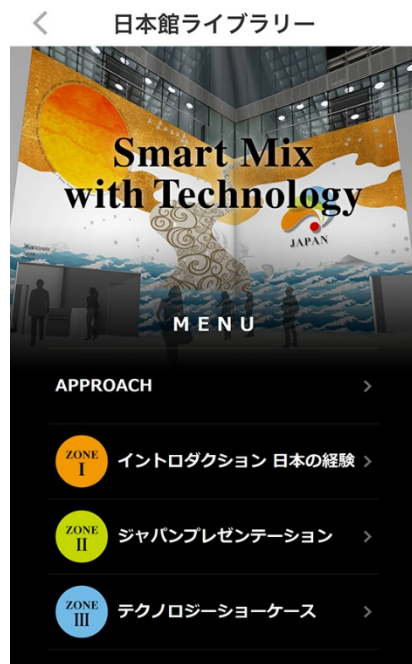 日本館ライブラリー
Smart Mix
with Technology
JAPAN
MENU
APPROACH
ZONE
I
イントロダクション 日本の経験
ZONE
II
ジャパンプレゼンテーション
ZONE
III
テクノロジーショーケース